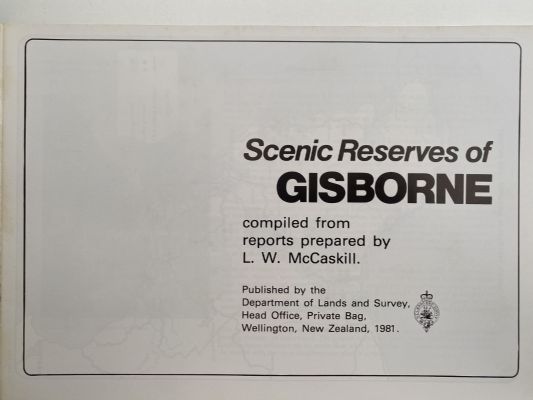 Scenic Reserves of
GISBORNE
compiled from
reports prepared by
L. W. McCaskill.
Published by the
Department of Lands and Survey,
Head Office, Private Bag,
Wellington, New Zealand, 1981.